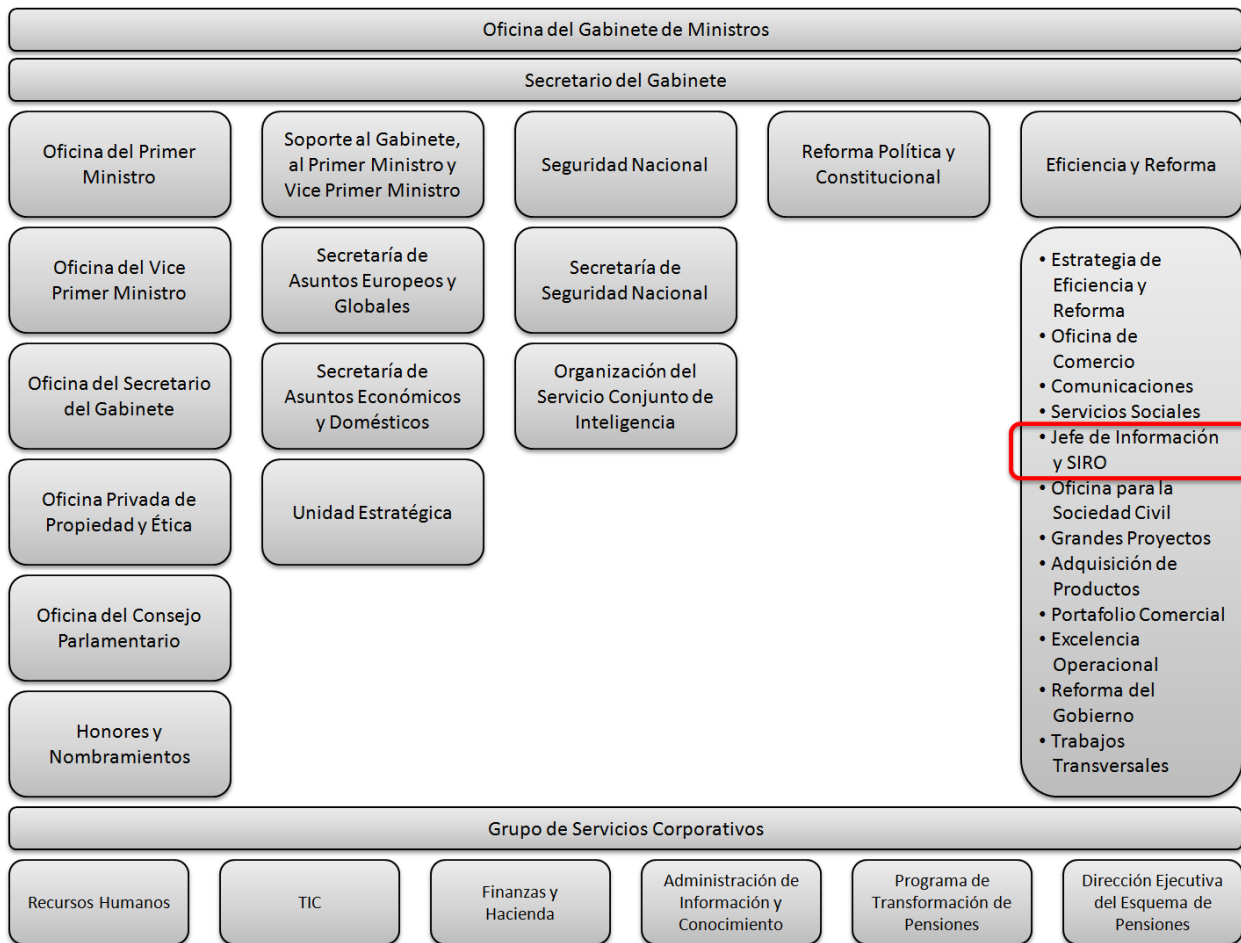 Oficina del Gabinete de Ministros
Secretario del Gabinete
Oficina del Primer
Ministro
Soporte al Gabinete,
al Primer Ministro y
Vice Primer Ministro
Seguridad Nacional
Reforma Política y
Constitucional
Eficiencia y Reforma
Oficina del Vice
Primer Ministro
Secretaría de
Asuntos Europeos y
Globales
Secretaría de
Seguridad Nacional
Oficina del Secretario
del Gabinete
Secretaría de
Asuntos Económicos
y Domésticos
Organización del
Servicio Conjunto de
Inteligencia
Oficina Privada de
Propiedad y Ética
Unidad Estratégica
Oficina del Consejo
Parlamentario
Honores y
Nombramientos
• Estrategia de
Eficiencia y
Reforma
• Oficina de
Comercio
• Comunicaciones
• Servicios Sociales
• Jefe de Información
y SIRO
• Oficina para la
Sociedad Civil
• Grandes Proyectos
• Adquisición de
Productos
• Portafolio Comercial
• Excelencia
Operacional
• Reforma del
Gobierno
• Trabajos
Transversales
Grupo de Servicios Corporativos
Recursos Humanos
TIC
Finanzas y
Hacienda
Administración de
Información y
Conocimiento
Programa de
Transformación de
Pensiones
Dirección Ejecutiva
del Esquema de
Pensiones